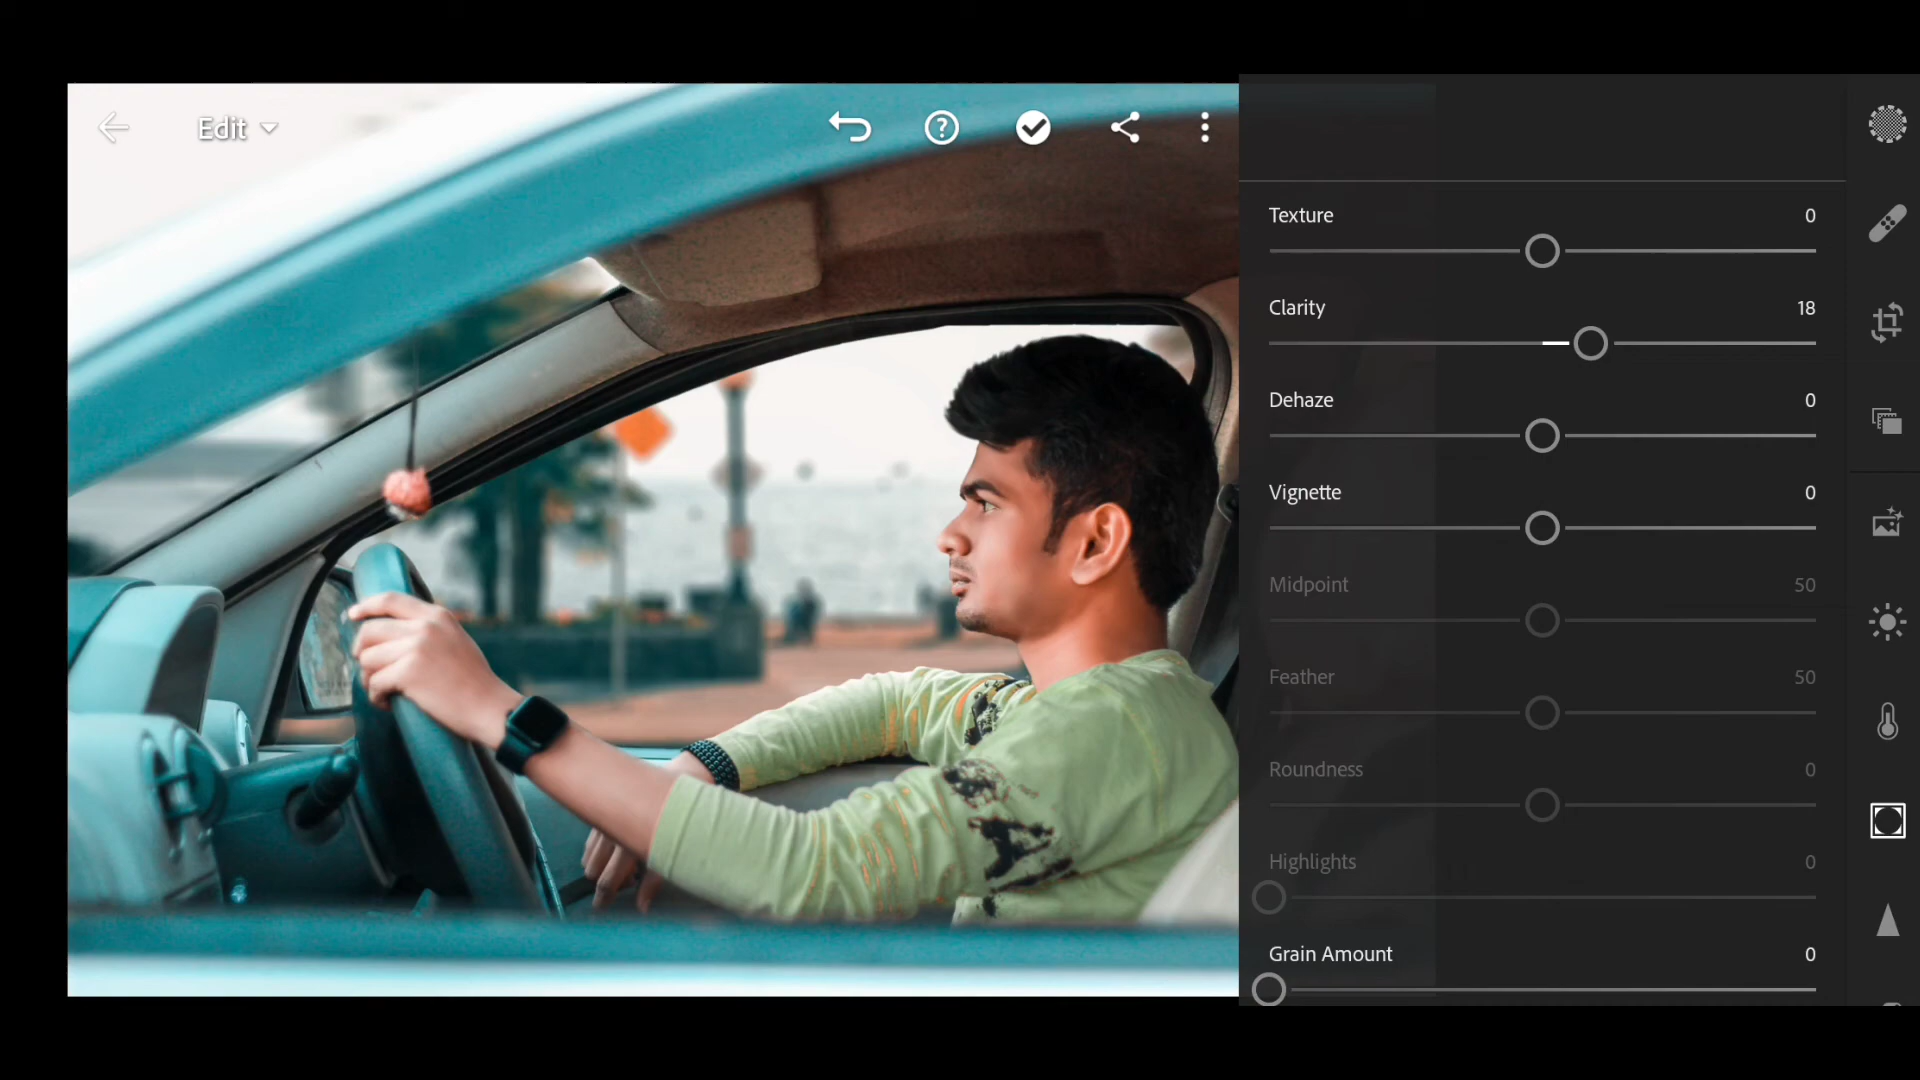 Edit
Texture 0
Clarity 18
Dehaze 0
Vignette 0
Midpoint 50
Feather 50
Roundness 0
Highlights 0
Grain Amount 0